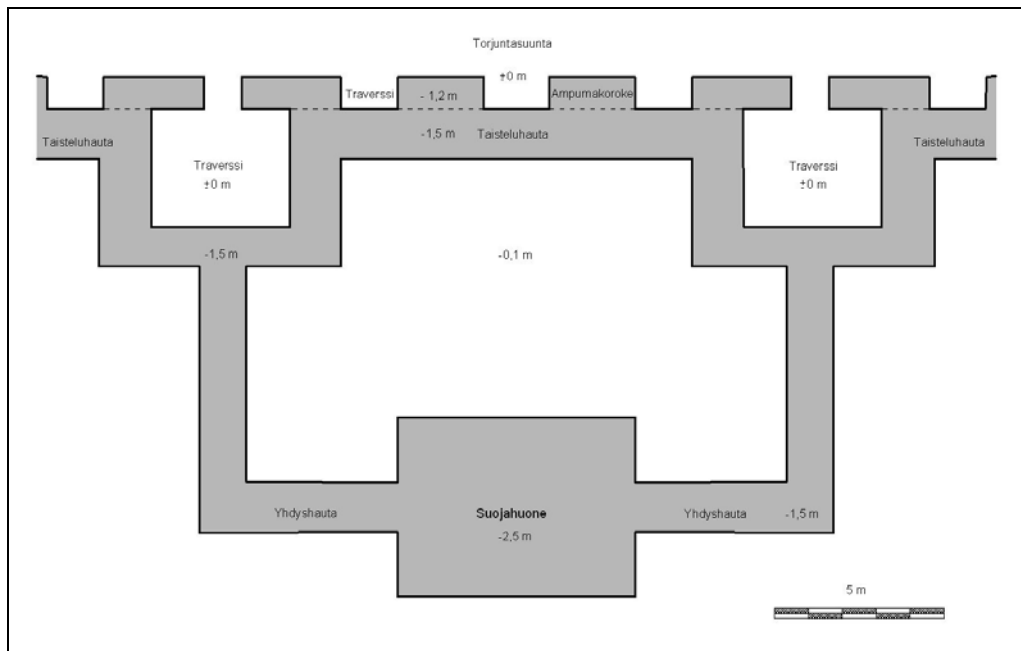 Torjuntasuunta
±0 m
Traverssi
- 1,2 m
Ampumakoroke
Taisteluhauta
-1,5 m
Taisteluhauta
Taisteluhauta
Traverssi
±0 m
Traverssi
±0 m
-1,5 m
-0,1 m
Yhdyshauta
Suojahuone
Yhdyshauta
-1,5 m
-2,5 m
5 m